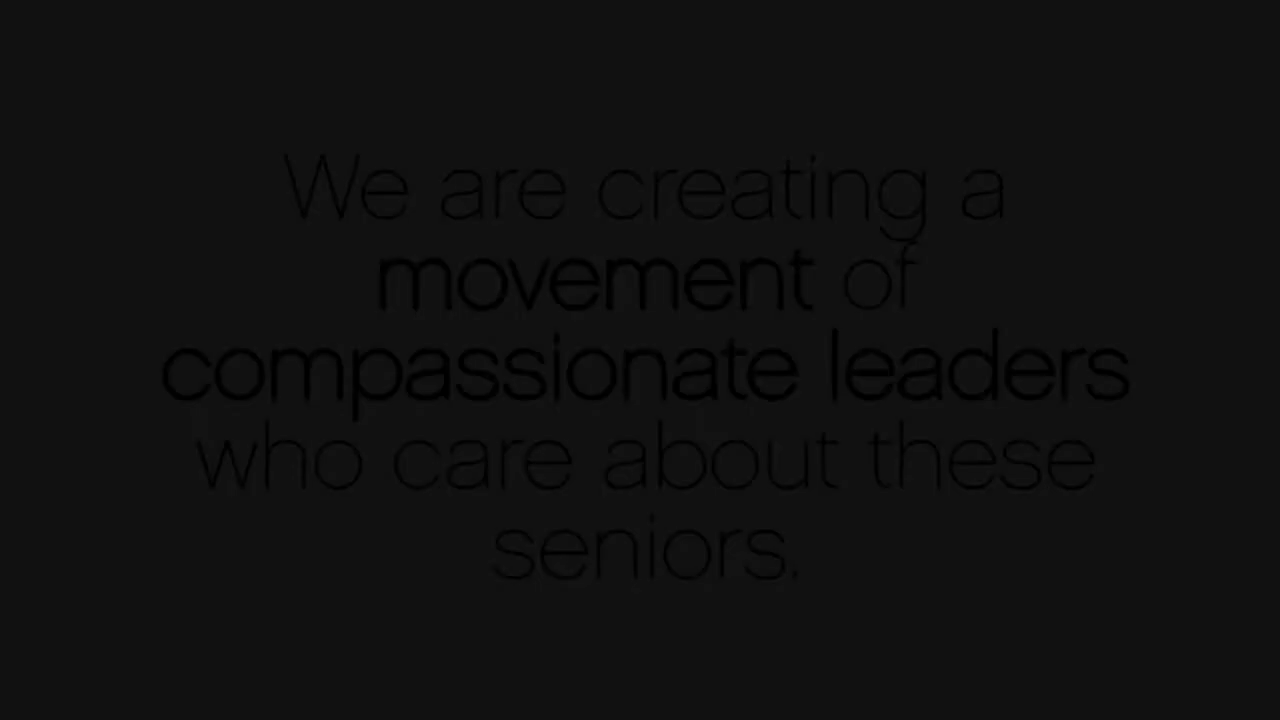 We are creating a
movement of
compassionate leaders
who care about these
seniors.